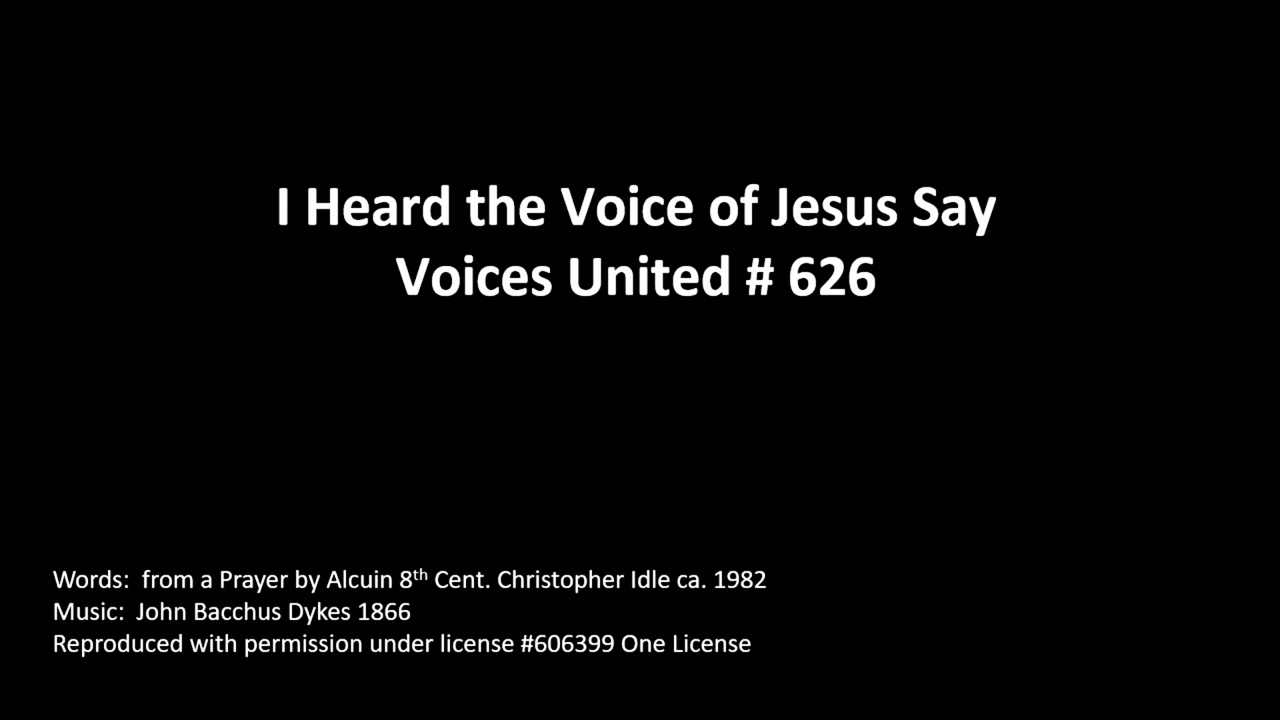 I Heard the Voice of Jesus Say
Voices United # 626
Words:  from a Prayer by Alcuin 8th Cent. Christopher Idle ca. 1982
Music:  John Bacchus Dykes 1866
Reproduced with permission under license #606399 One License